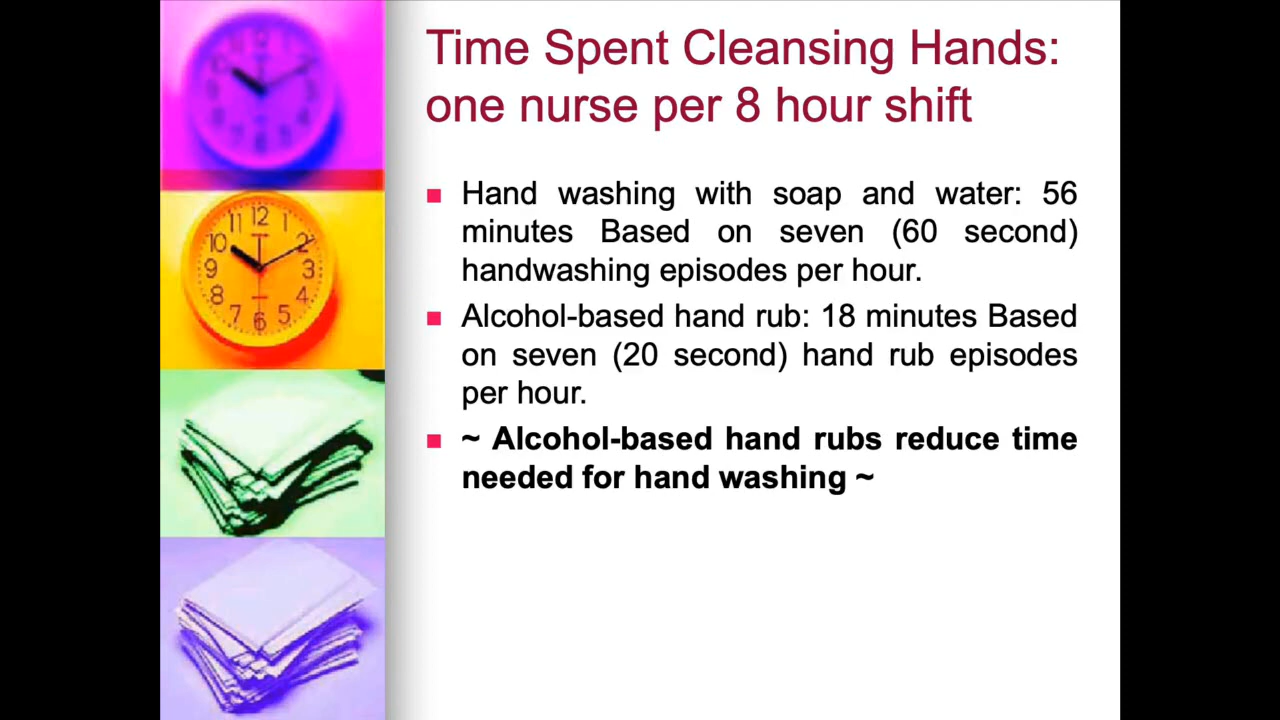 Time Spent Cleansing Hands:
one nurse per 8 hour shift
Hand washing with soap and water: 56
minutes Based on seven (60 second)
handwashing episodes per hour.
Alcohol-based hand rub: 18 minutes Based
on seven (20 second) hand rub episodes
per hour.
~ Alcohol-based hand rubs reduce time
needed for hand washing ~